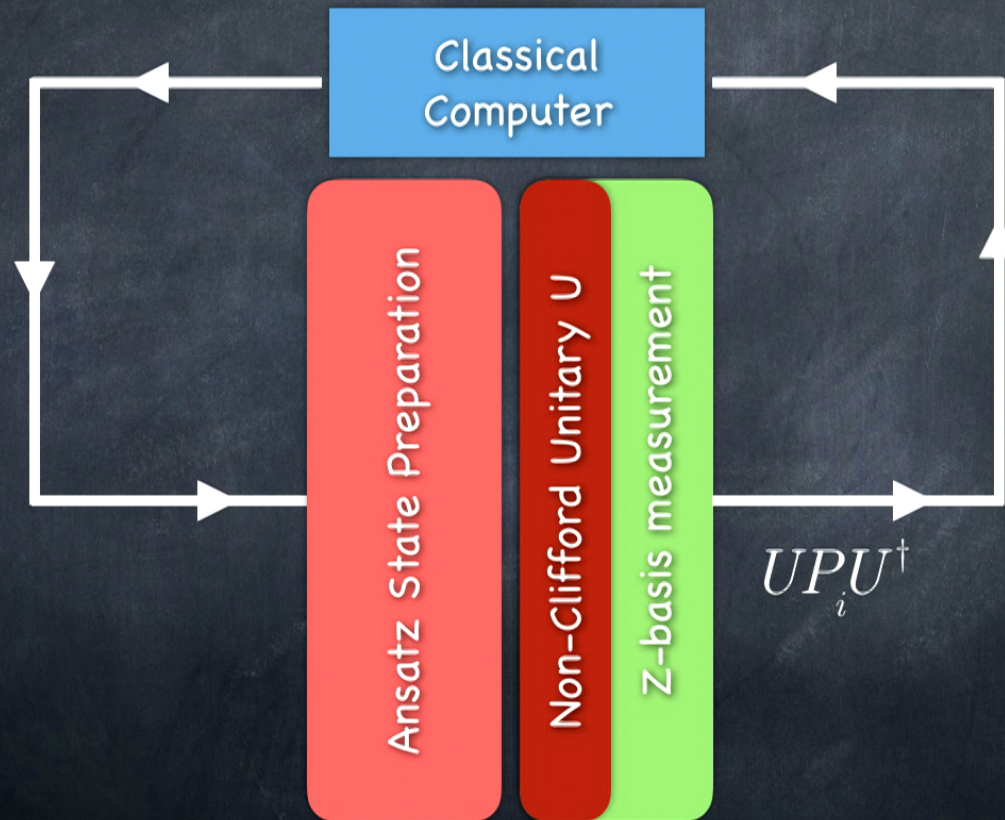 Classical
Computer
Ansatz State Preparation
Non-Clifford Unitary U
Z-basis measurement
UP_iU^†